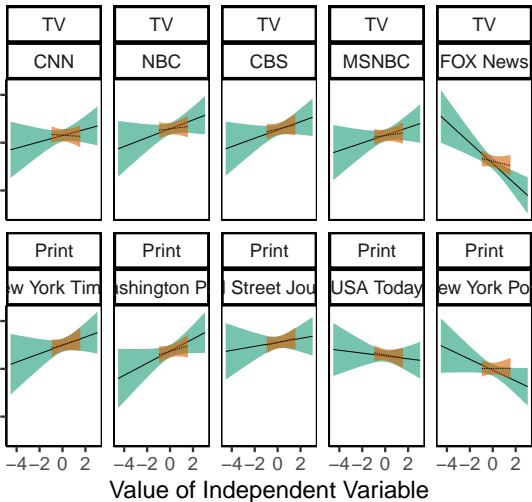 TV TV TV TV TV
CNN NBC CBS MSNBC FOX News
Print Print Print Print Print
ew York Tim ashington P l Street Jou USA Today ew York Po
−4 −2 0 2 −4 −2 0 2 −4 −2 0 2 −4 −2 0 2 −4 −2 0 2
Value of Independent Variable